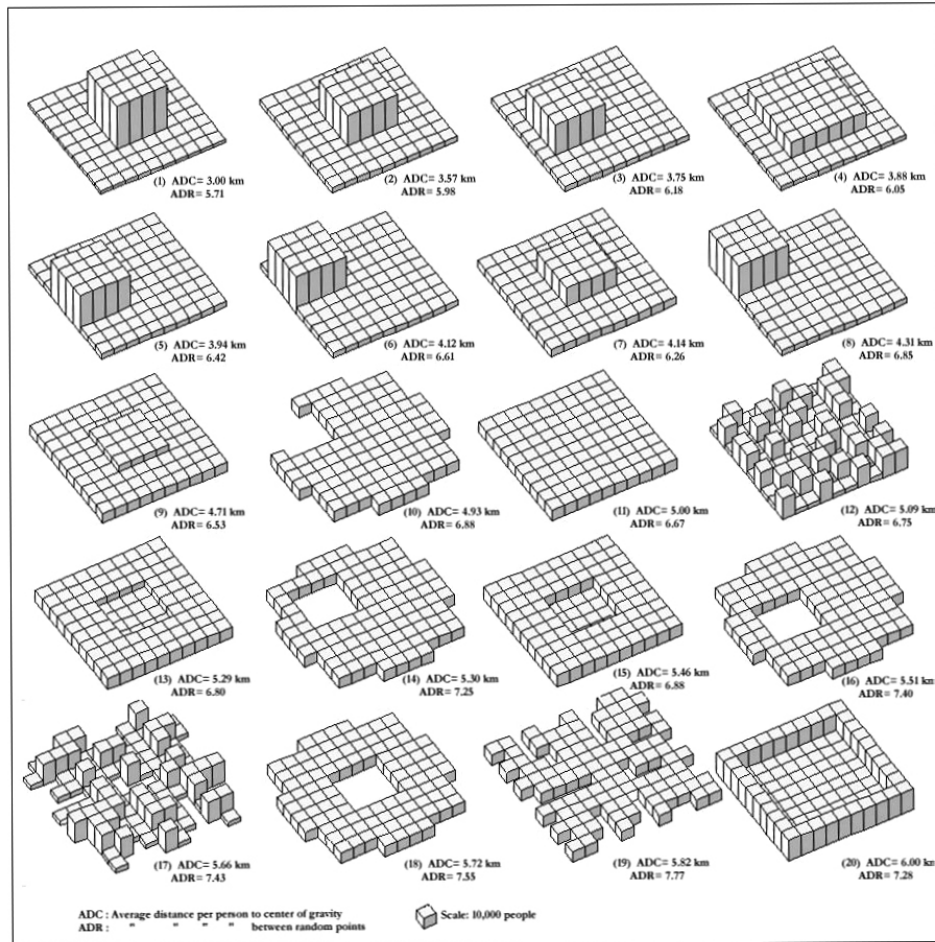 (1) ADC= 3.00 km
ADR= 5.71
(2) ADC= 3.57 km
ADR= 5.98
(3) ADC= 3.75 km
ADR= 6.18
(4) ADC= 3.88 km
ADR= 6.05
(5) ADC= 3.94 km
ADR= 6.42
(6) ADC= 4.12 km
ADR= 6.61
(7) ADC= 4.14 km
ADR= 6.26
(8) ADC= 4.31 km
ADR= 6.85
(9) ADC= 4.71 km
ADR= 6.53
(10) ADC= 4.93 km
ADR= 6.88
(11) ADC= 5.00 km
ADR= 6.67
(12) ADC= 5.09 km
ADR= 6.75
(13) ADC= 5.29 km
ADR= 6.80
(14) ADC= 5.30 km
ADR= 7.25
(15) ADC= 5.46 km
ADR= 6.88
(16) ADC= 5.51 km
ADR= 7.40
(17) ADC= 5.66 km
ADR= 7.43
(18) ADC= 5.72 km
ADR= 7.55
(19) ADC= 5.82 km
ADR= 7.77
(20) ADC= 6.00 km
ADR= 7.28
ADC : Average distance per person to center of gravity
ADR : " " " " between random points
Scale: 10,000 people